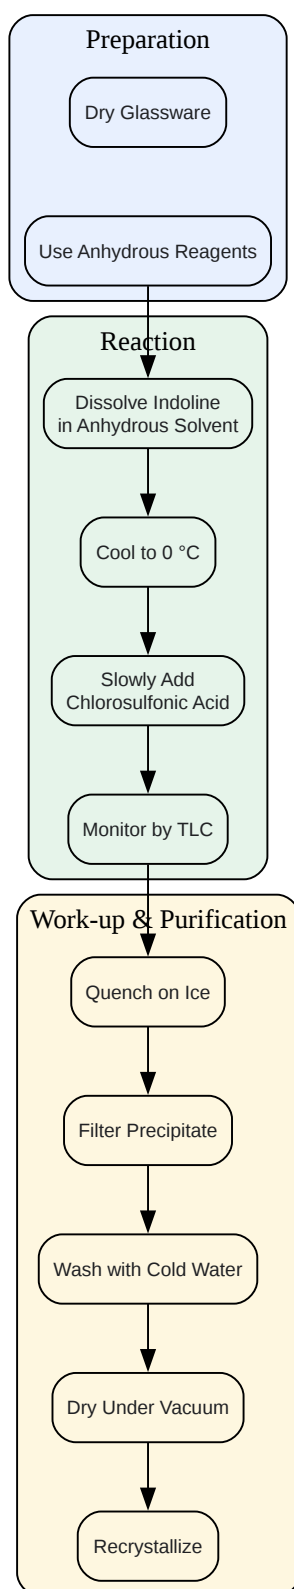 Preparation
Dry Glassware
Use Anhydrous Reagents
Reaction
Dissolve Indoline
in Anhydrous Solvent
Cool to 0 °C
Slowly Add
Chlorosulfonic Acid
Monitor by TLC
Work-up & Purification
Quench on Ice
Filter Precipitate
Wash with Cold Water
Dry Under Vacuum
Recrystallize